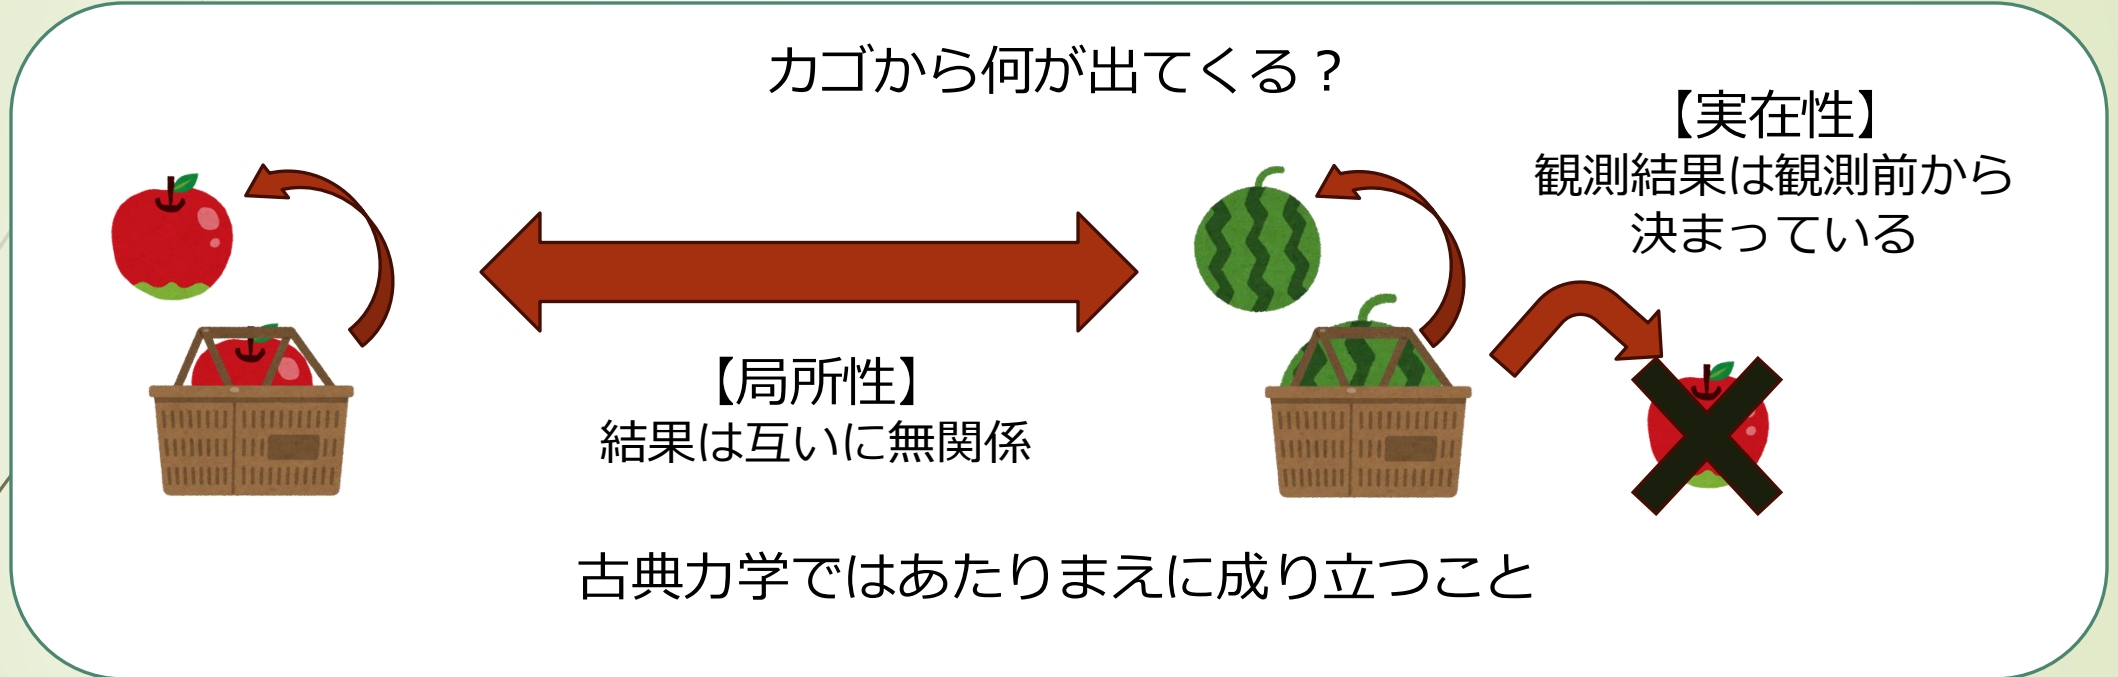 カゴから何が出てくる？
【実在性】
観測結果は観測前から
決まっている
【局所性】
結果は互いに無関係
古典力学ではあたりまえに成り立つこと